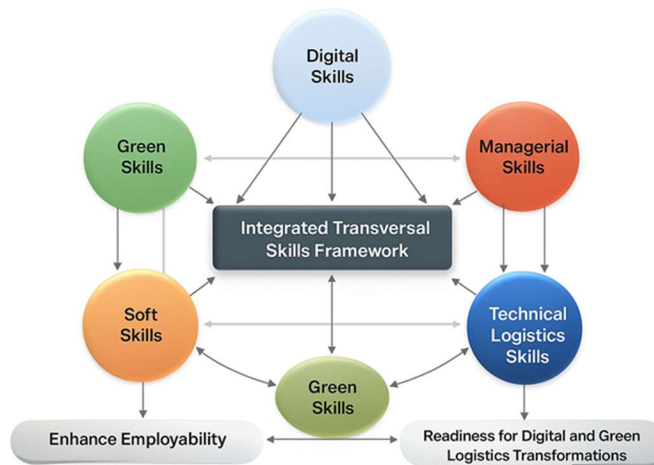 Digital
Skills
Green
Skills
Managerial
Skills
Integrated Transversal
Skills Framework
Soft
Skills
Technical
Logistics
Skills
Green
Skills
Enhance Employability
Readiness for Digital and Green
Logistics Transformations